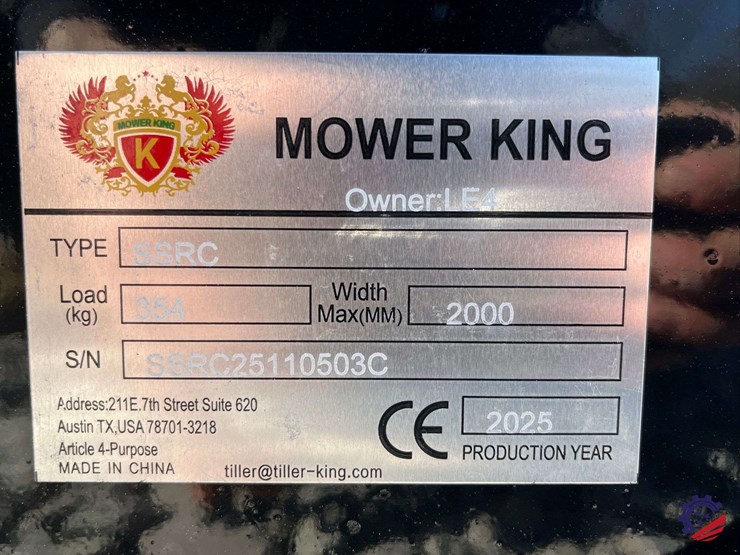 MOWER KING
K
MOWER KING
Owner:LE4
TYPE SSRC
Load (kg) 354 Width Max(MM) 2000
S/N SSRC25110503C
Address:211E.7th Street Suite 620
Austin TX,USA 78701-3218
Article 4-Purpose
MADE IN CHINA tiller@tiller-king.com
CE 2025
PRODUCTION YEAR